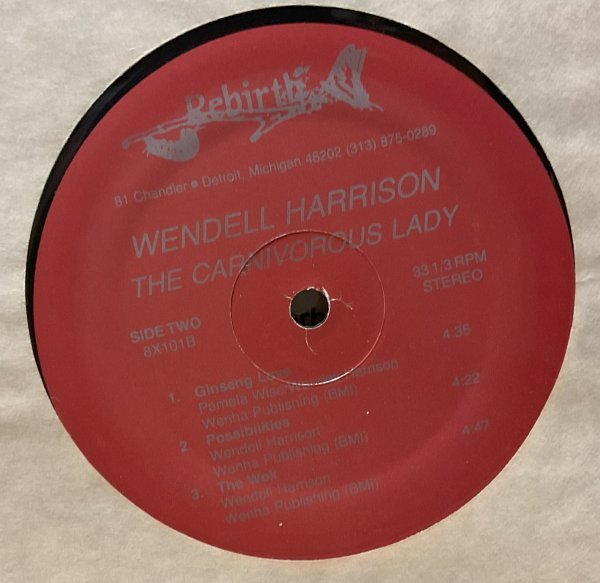 Rebirth
81 Chandler • Detroit, Michigan 48202 (313) 875-0289
WENDELL HARRISON
THE CARNIVOROUS LADY
SIDE TWO
8X101B
33 1/3 RPM
STEREO
1. Ginseng Love 4:35
Pamela Wise/Wendell Harrison
Wenha Publishing (BMI)
2. Possibilities 4:22
Wendell Harrison
Wenha Publishing (BMI)
3. The Wok 4:47
Wendell Harrison
Wenha Publishing (BMI)